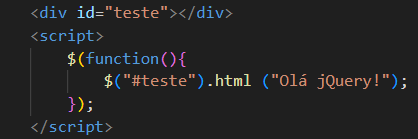 <div id="teste"></div>
<script>
$(function(){
$("#teste").html ("Olá jQuery!");
});
</script>